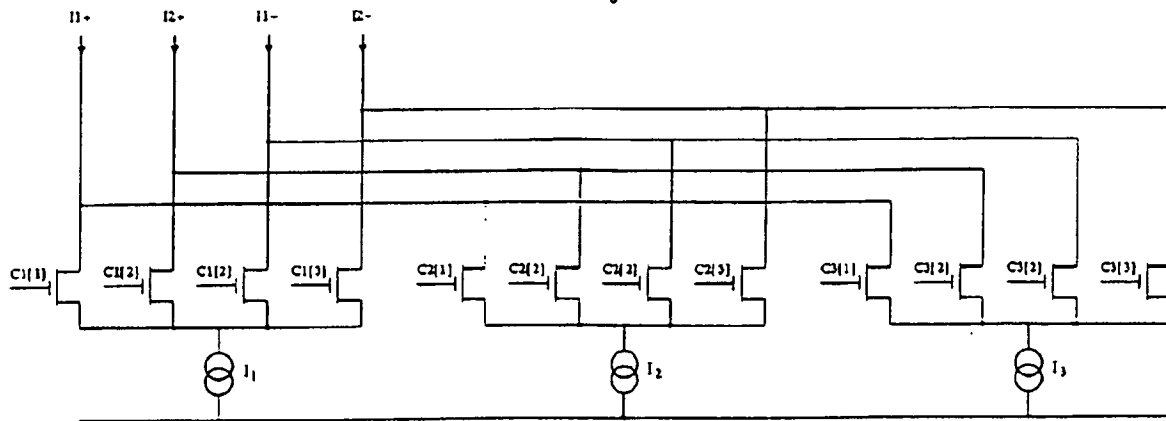 I1+ I2+ I1- I2-
C1[1] C1[2] C1[2] C1[3] C2[1] C2[2] C2[2] C2[3] C3[1] C3[2] C3[2] C3[3]
I1 I2 I3